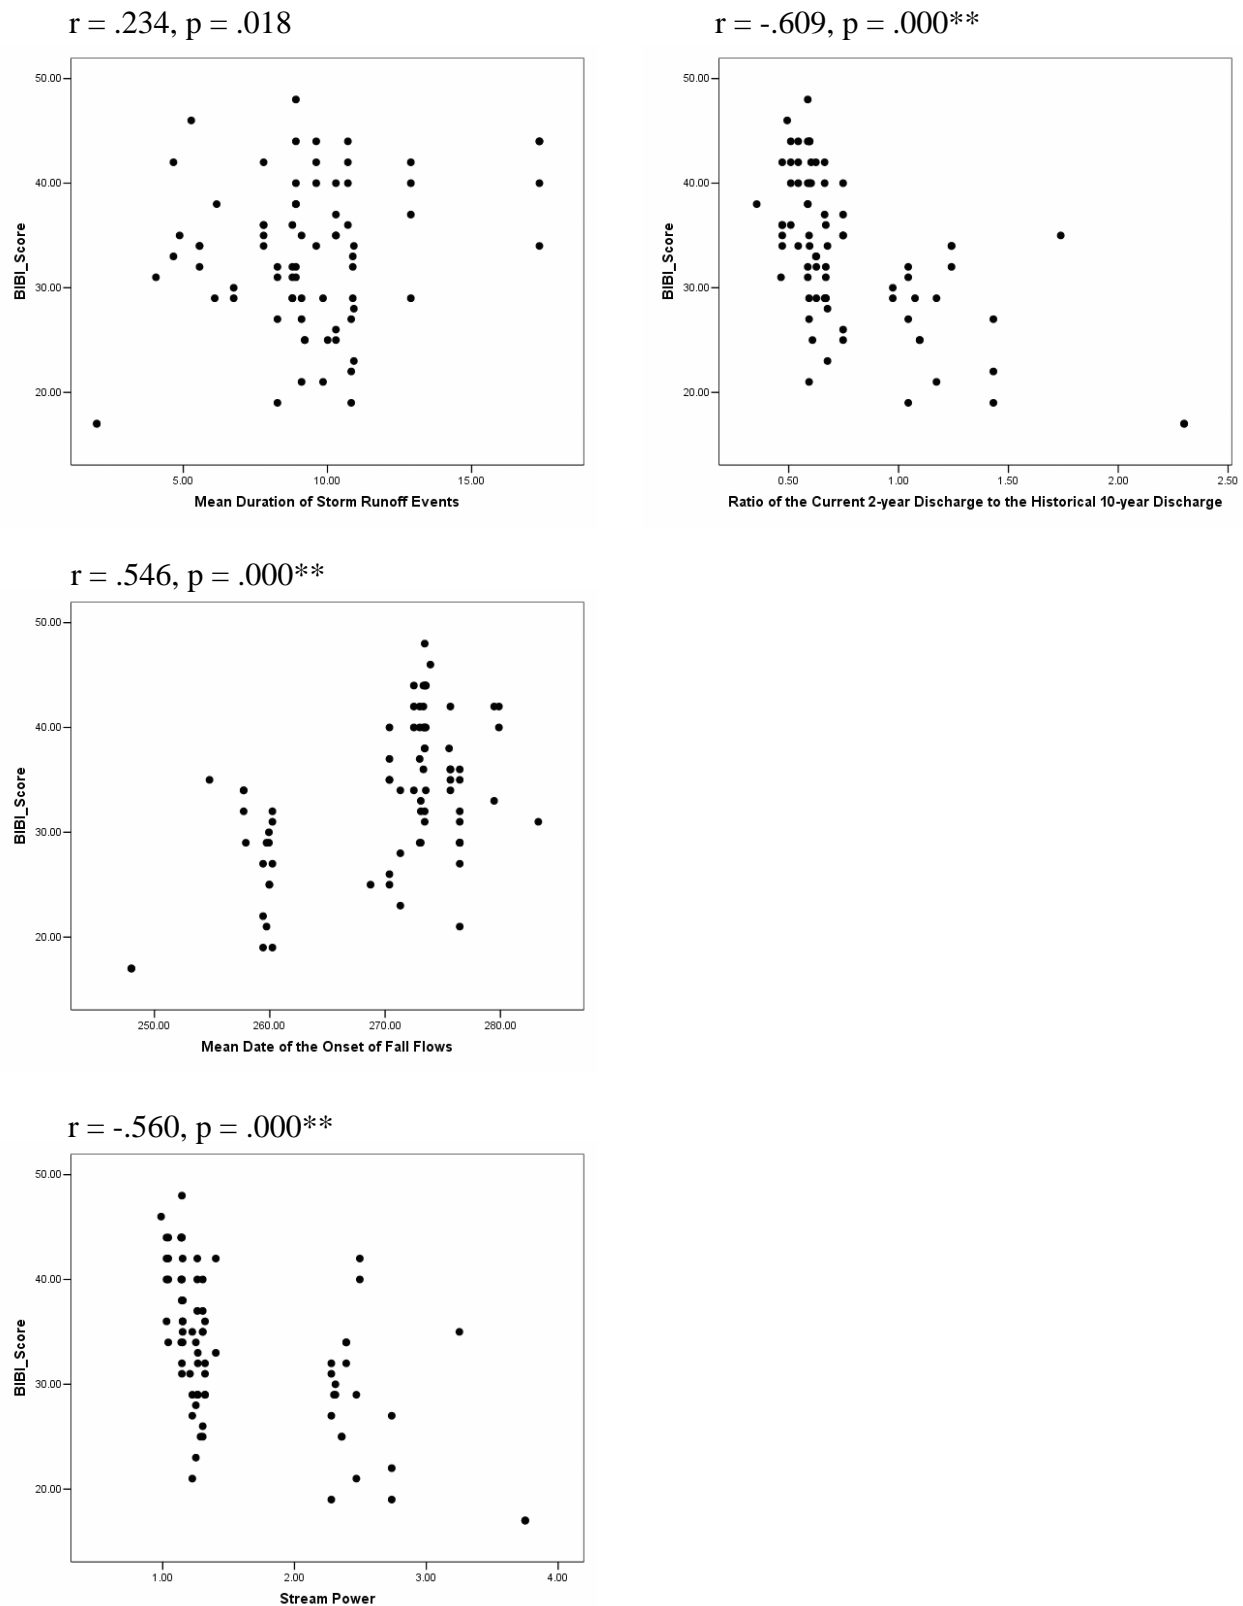 r = .234, p = .018
50.00
40.00
30.00
20.00
BIBI_Score
5.00 10.00 15.00
Mean Duration of Storm Runoff Events
r = -.609, p = .000**
50.00
40.00
30.00
20.00
BIBI_Score
0.50 1.00 1.50 2.00 2.50
Ratio of the Current 2-year Discharge to the Historical 10-year Discharge
r = .546, p = .000**
50.00
40.00
30.00
20.00
BIBI_Score
250.00 260.00 270.00 280.00
Mean Date of the Onset of Fall Flows
r = -.560, p = .000**
50.00
40.00
30.00
20.00
BIBI_Score
1.00 2.00 3.00 4.00
Stream Power